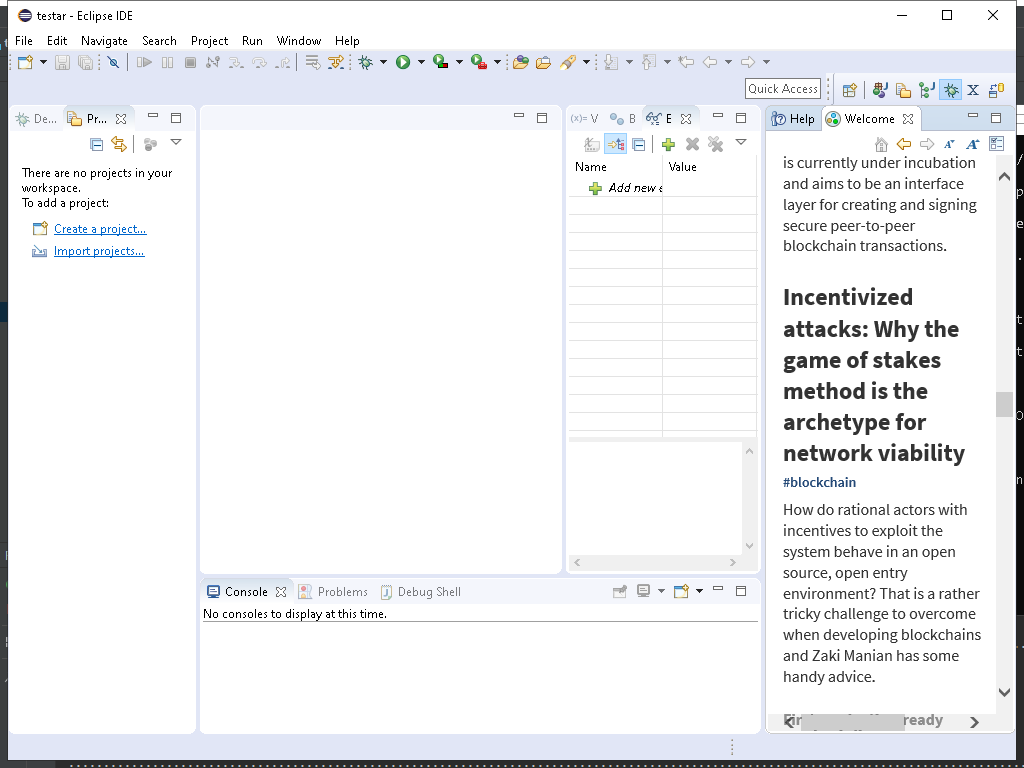 testar - Eclipse IDE
File Edit Navigate Search Project Run Window Help
Quick Access
De... Pr...
There are no projects in your
workspace.
To add a project:
Create a project...
Import projects...
(x)= V B E
Name Value
Add new e
Console Problems Debug Shell
No consoles to display at this time.
Help Welcome
is currently under incubation
and aims to be an interface
layer for creating and signing
secure peer-to-peer
blockchain transactions.
Incentivized
attacks: Why the
game of stakes
method is the
archetype for
network viability
#blockchain
How do rational actors with
incentives to exploit the
system behave in an open
source, open entry
environment? That is a rather
tricky challenge to overcome
when developing blockchains
and Zaki Manian has some
handy advice.